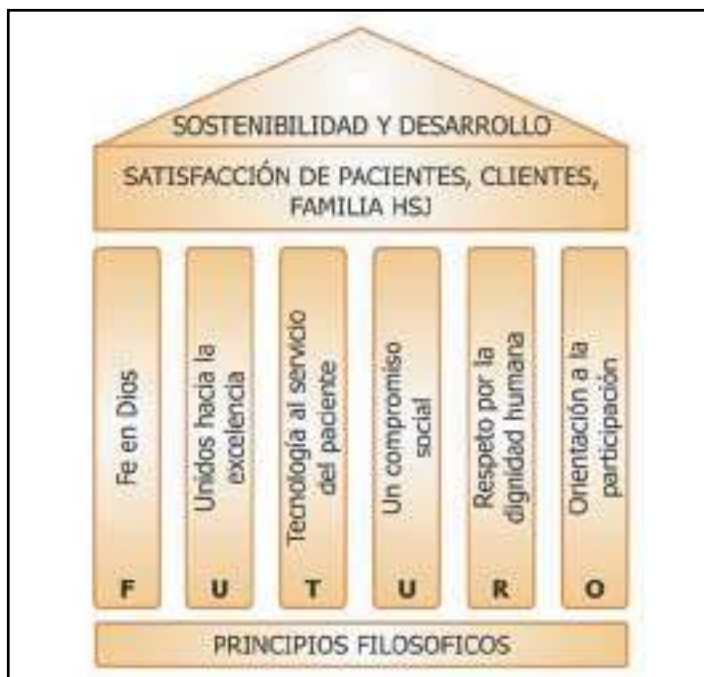 SOSTENIBILIDAD Y DESARROLLO
SATISFACCIÓN DE PACIENTES, CLIENTES,
FAMILIA HSJ
Fe en Dios
F
Unidos hacia la
excelencia
U
Tecnología al servicio
del paciente
T
Un compromiso
social
U
Respeto por la
dignidad humana
R
Orientación a la
participación
O
PRINCIPIOS FILOSOFICOS